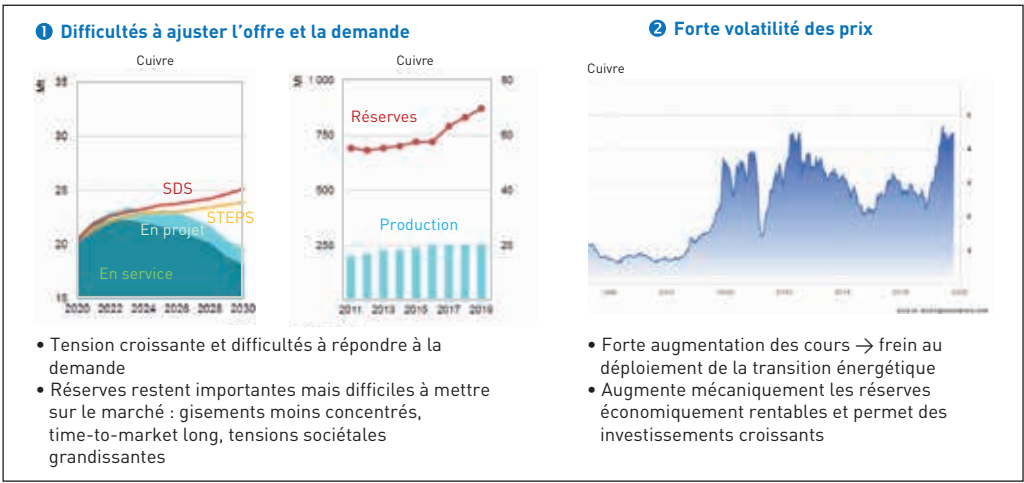 ❶ Difficultés à ajuster l'offre et la demande
Cuivre
Mt
35
30
25
20
15
SDS
STEPS
En projet
En service
2020 2022 2024 2026 2028 2030
Cuivre
Mt
1 000
750
500
250
80
60
40
20
Réserves
Production
2011 2013 2015 2017 2019
• Tension croissante et difficultés à répondre à la
demande
• Réserves restent importantes mais difficiles à mettre
sur le marché : gisements moins concentrés,
time-to-market long, tensions sociétales
grandissantes
❷ Forte volatilité des prix
Cuivre
• Forte augmentation des cours → frein au
déploiement de la transition énergétique
• Augmente mécaniquement les réserves
économiquement rentables et permet des
investissements croissants